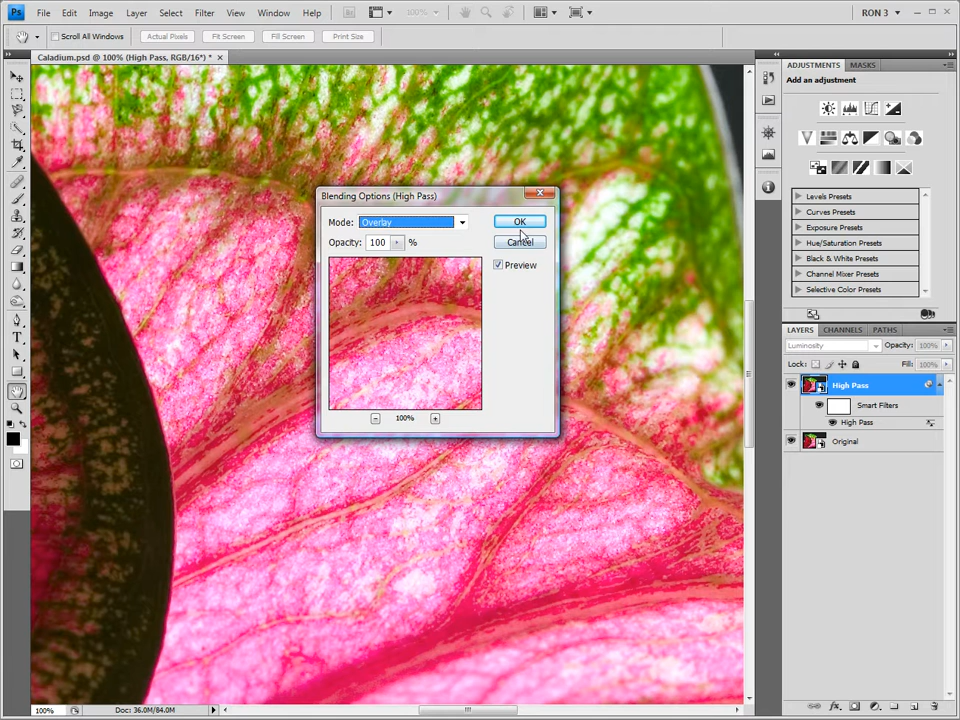 Ps File Edit Image Layer Select Filter View Window Help Br 100% RON 3
Scroll All Windows Actual Pixels Fit Screen Fill Screen Print Size
Caladium.psd @ 100% (High Pass, RGB/16*) *
ADJUSTMENTS MASKS
Add an adjustment
Levels Presets
Curves Presets
Exposure Presets
Hue/Saturation Presets
Black & White Presets
Channel Mixer Presets
Selective Color Presets
Blending Options (High Pass)
Mode: Overlay OK
Opacity: 100 % Cancel
Preview
100%
LAYERS CHANNELS PATHS
Luminosity Opacity: 100%
Lock: Fill: 100%
High Pass
Smart Filters
High Pass
Original
100% Doc: 36.0M/84.0M